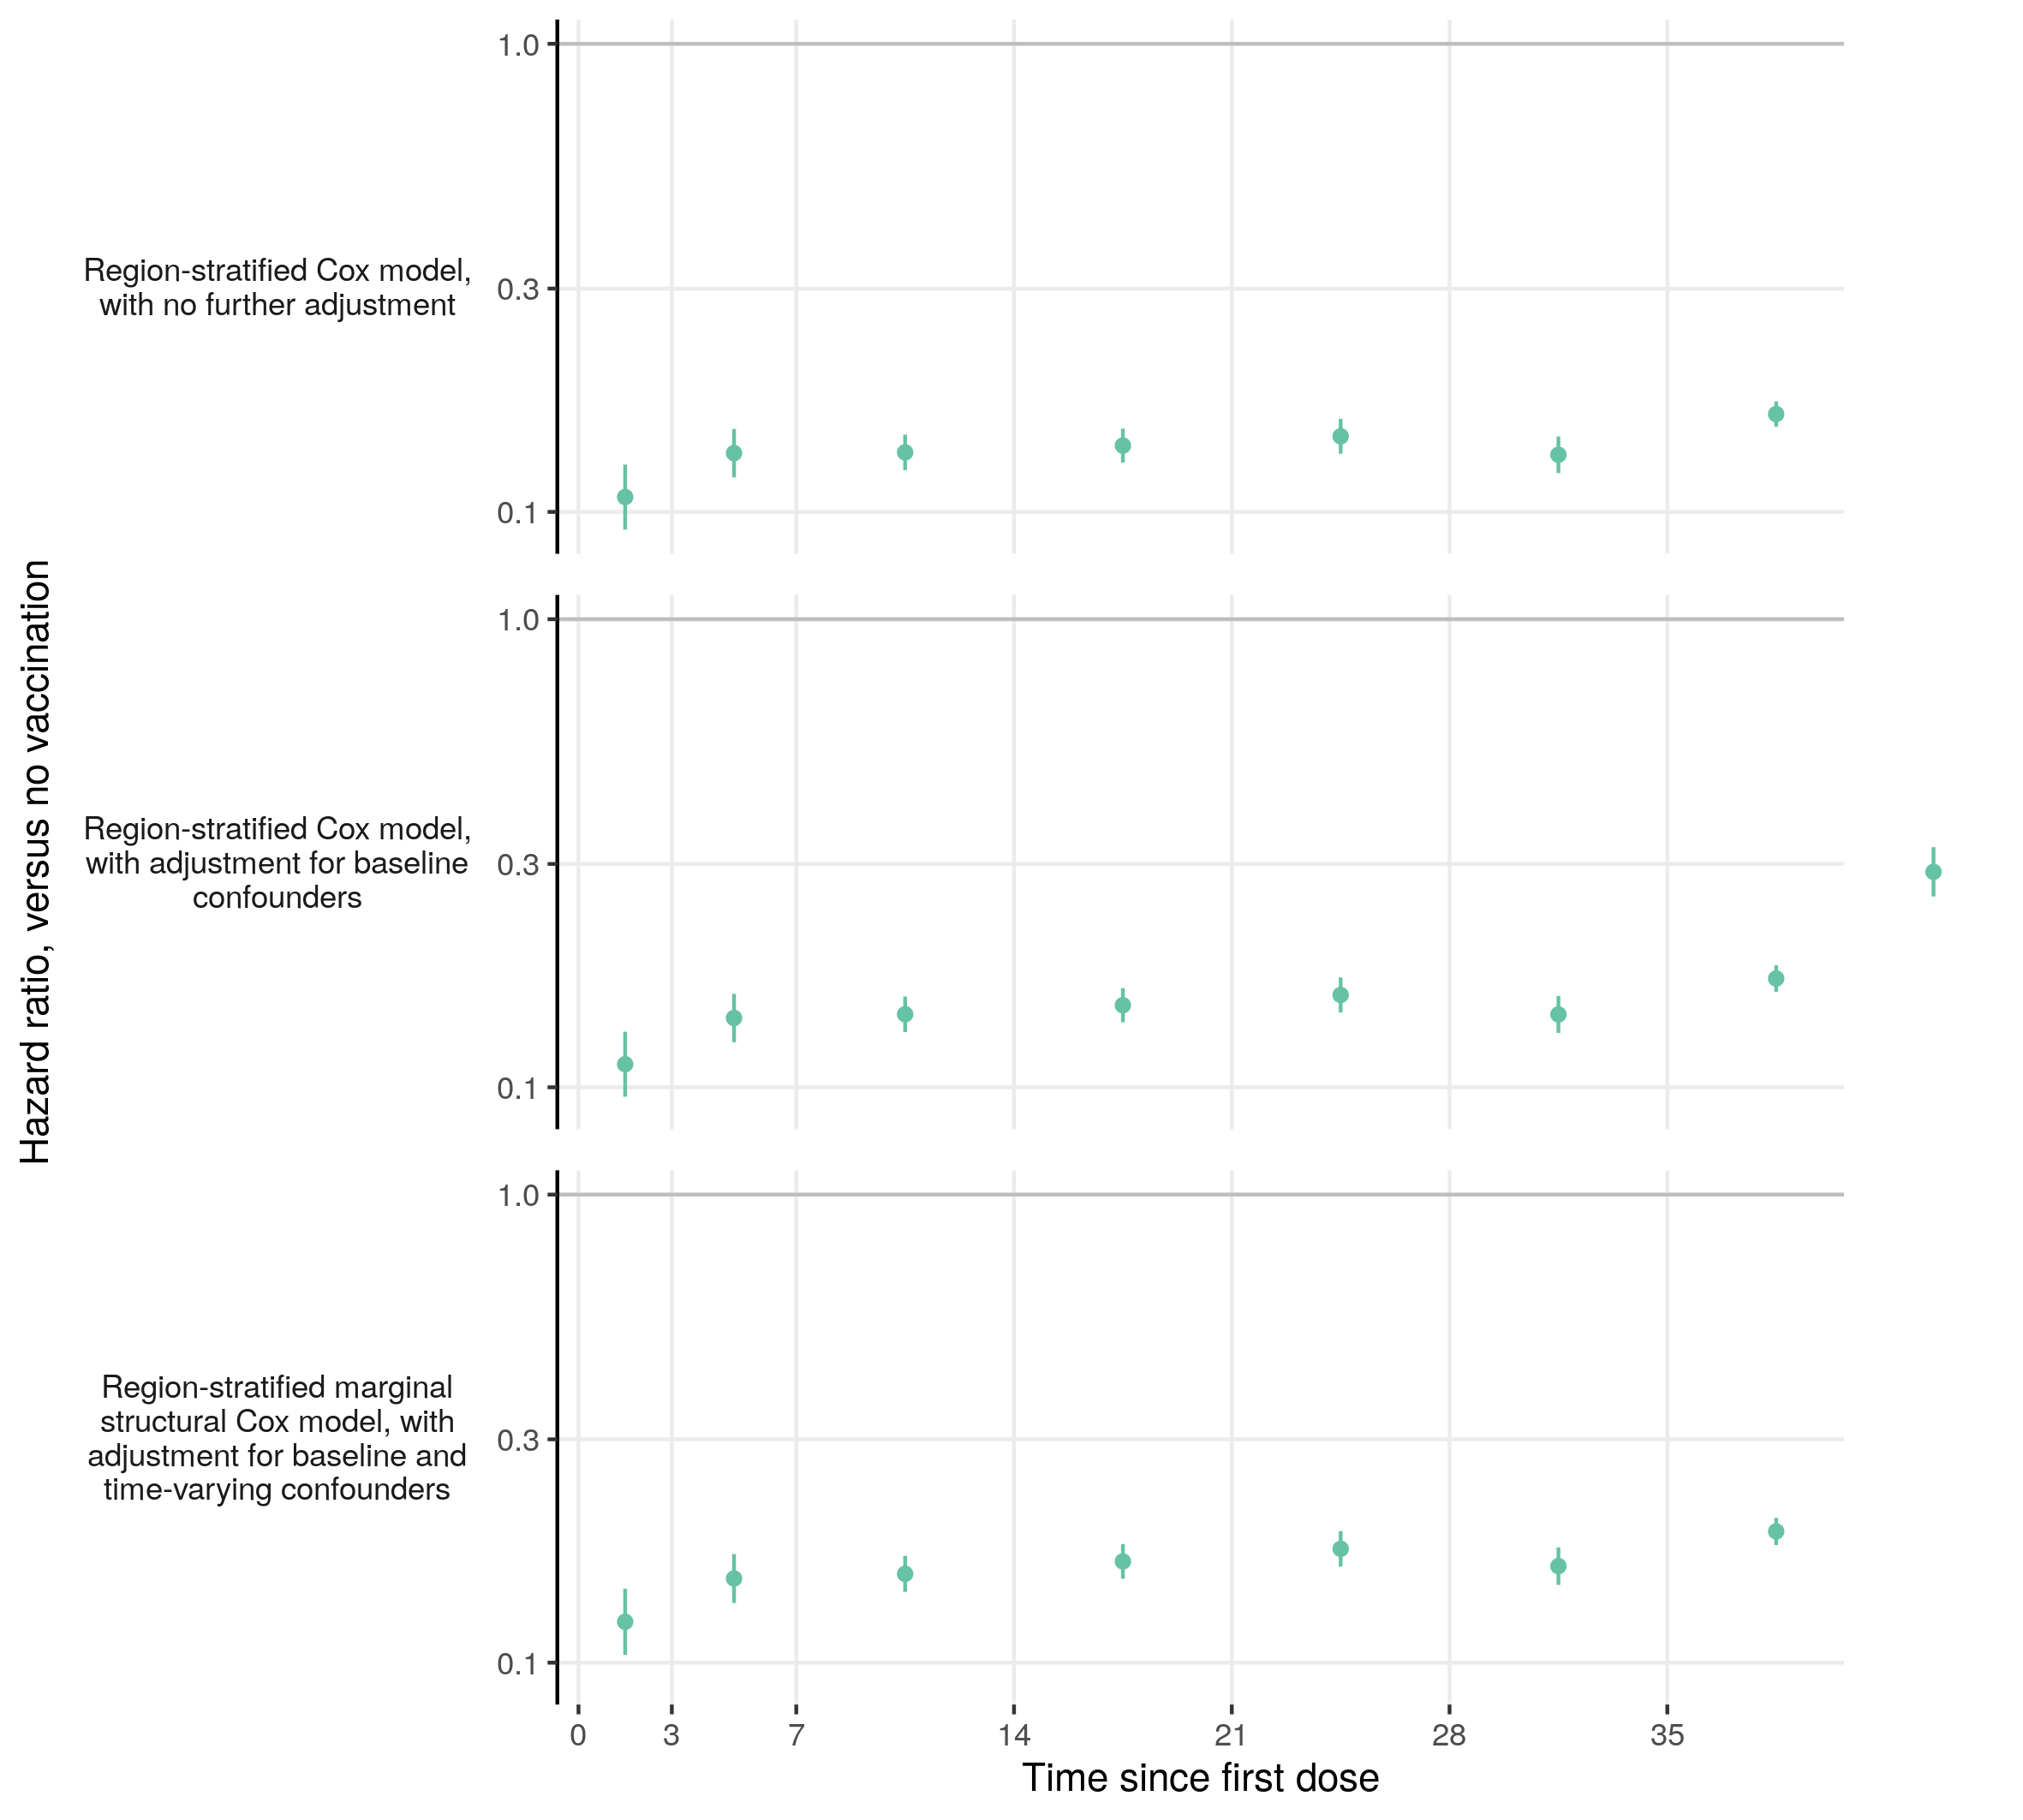 Hazard ratio, versus no vaccination
Region-stratified Cox model,
with no further adjustment
1.0
0.3
0.1
Region-stratified Cox model,
with adjustment for baseline
confounders
1.0
0.3
0.1
Region-stratified marginal
structural Cox model, with
adjustment for baseline and
time-varying confounders
1.0
0.3
0.1
0 3 7 14 21 28 35
Time since first dose